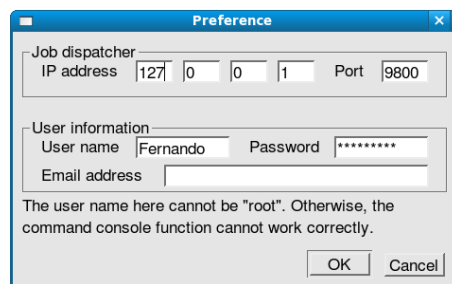 Preference
Job dispatcher
IP address 127 0 0 1 Port 9800
User information
User name Fernando Password *********
Email address
The user name here cannot be "root". Otherwise, the
command console function cannot work correctly.
OK Cancel